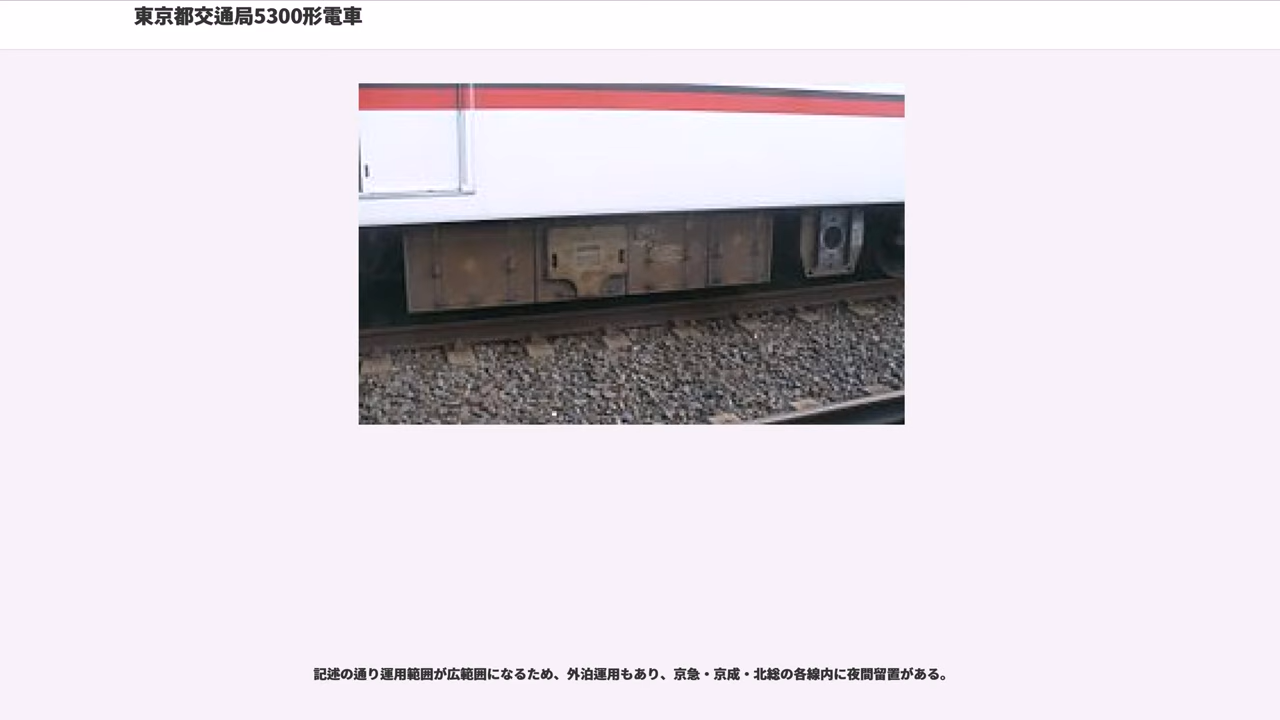 東京都交通局5300形電車
記述の通り運用範囲が広範囲になるため、外泊運用もあり、京急・京成・北総の各線内に夜間留置がある。